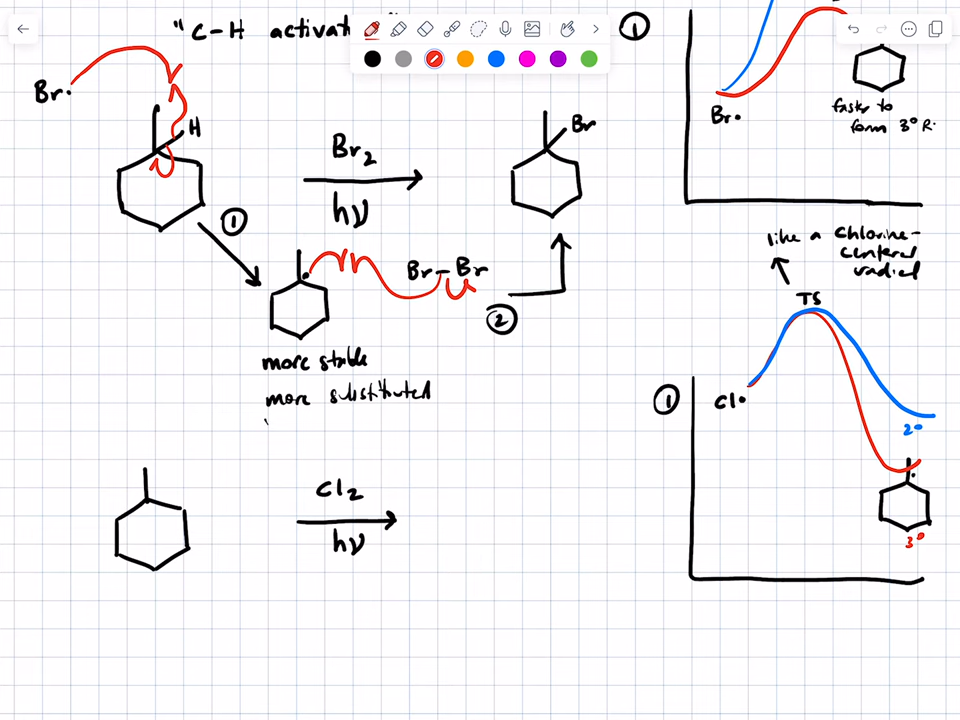 "C-H activat
Br•
H
Br₂
hν
Br
①
Br-Br
②
more stable
more substituted
Cl₂
hν
①
Br•
faster to
form 3° R•
like a chlorine-
centered
radical
TS
①
Cl•
2°
3°